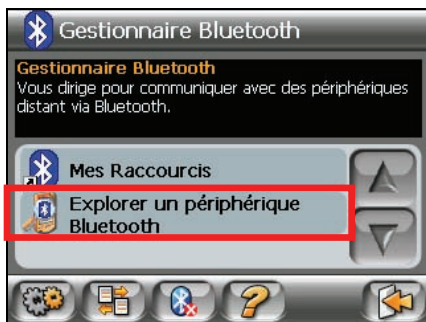 Gestionnaire Bluetooth
Gestionnaire Bluetooth
Vous dirige pour communiquer avec des périphériques
distant via Bluetooth.
Mes Raccourcis
Explorer un périphérique
Bluetooth